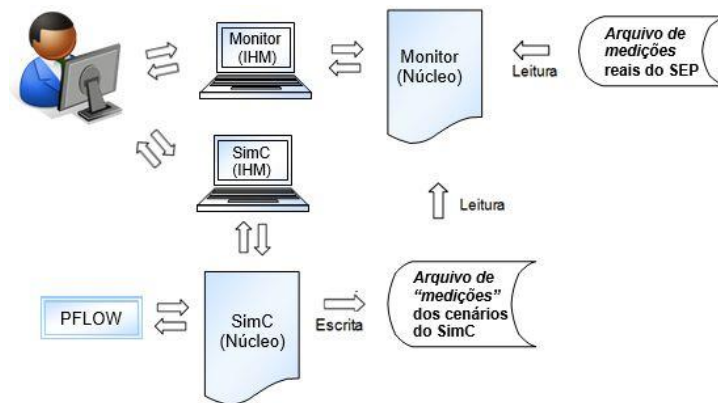 Monitor
(IHM)
Monitor
(Núcleo)
Leitura
Arquivo de
medições
reais do SEP
SimC
(IHM)
Leitura
PFLOW
SimC
(Núcleo)
Escrita
Arquivo de
“medições”
dos cenários
do SimC